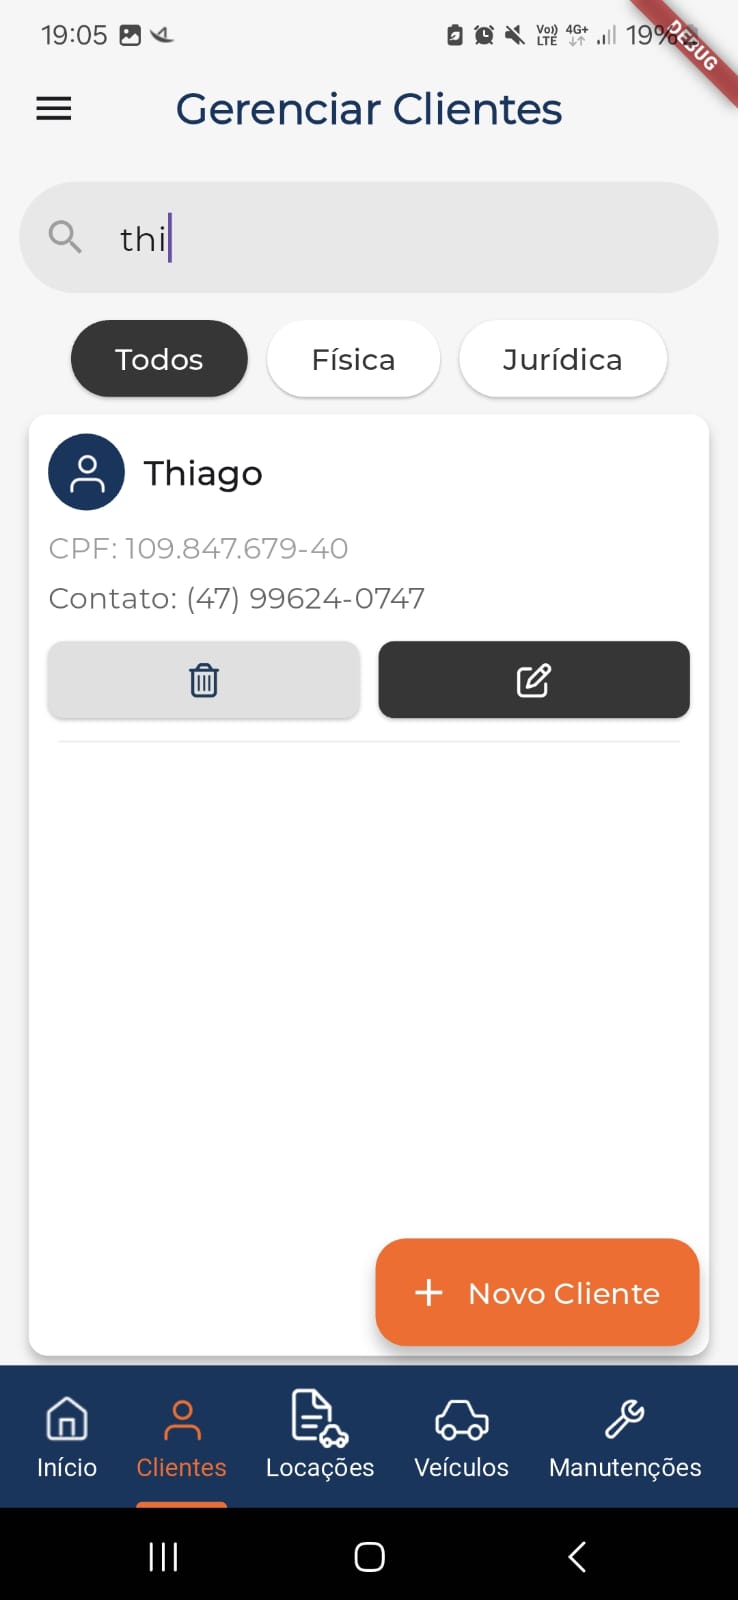 19:05 Vo)) LTE 4G+ 19%
DEBUG
Gerenciar Clientes
thi
Todos Física Jurídica
Thiago
CPF: 109.847.679-40
Contato: (47) 99624-0747
+ Novo Cliente
Início Clientes Locações Veículos Manutenções